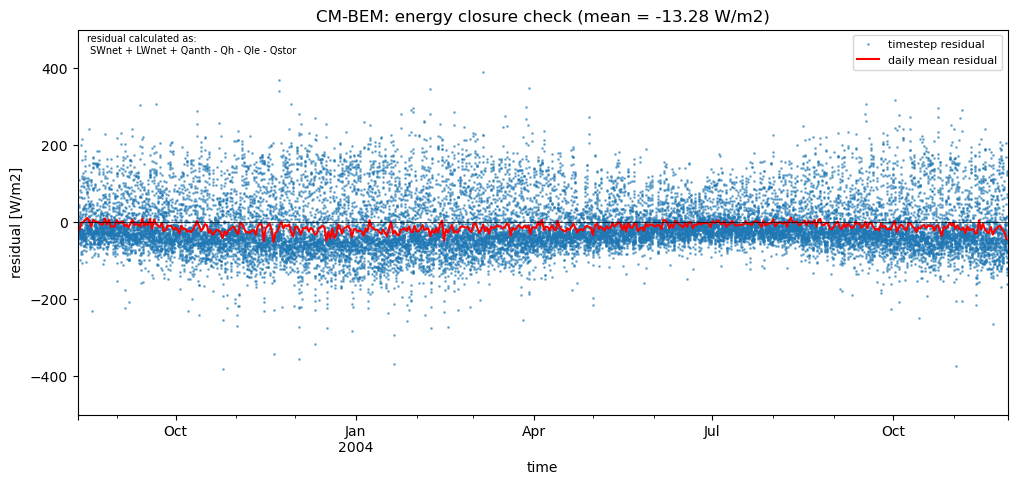 CM-BEM: energy closure check (mean = -13.28 W/m2)
residual calculated as:
SWnet + LWnet + Qanth - Qh - Qle - Qstor
timestep residual
daily mean residual
residual [W/m2]
400
200
0
−200
−400
Oct
Jan
2004
Apr
Jul
Oct
time